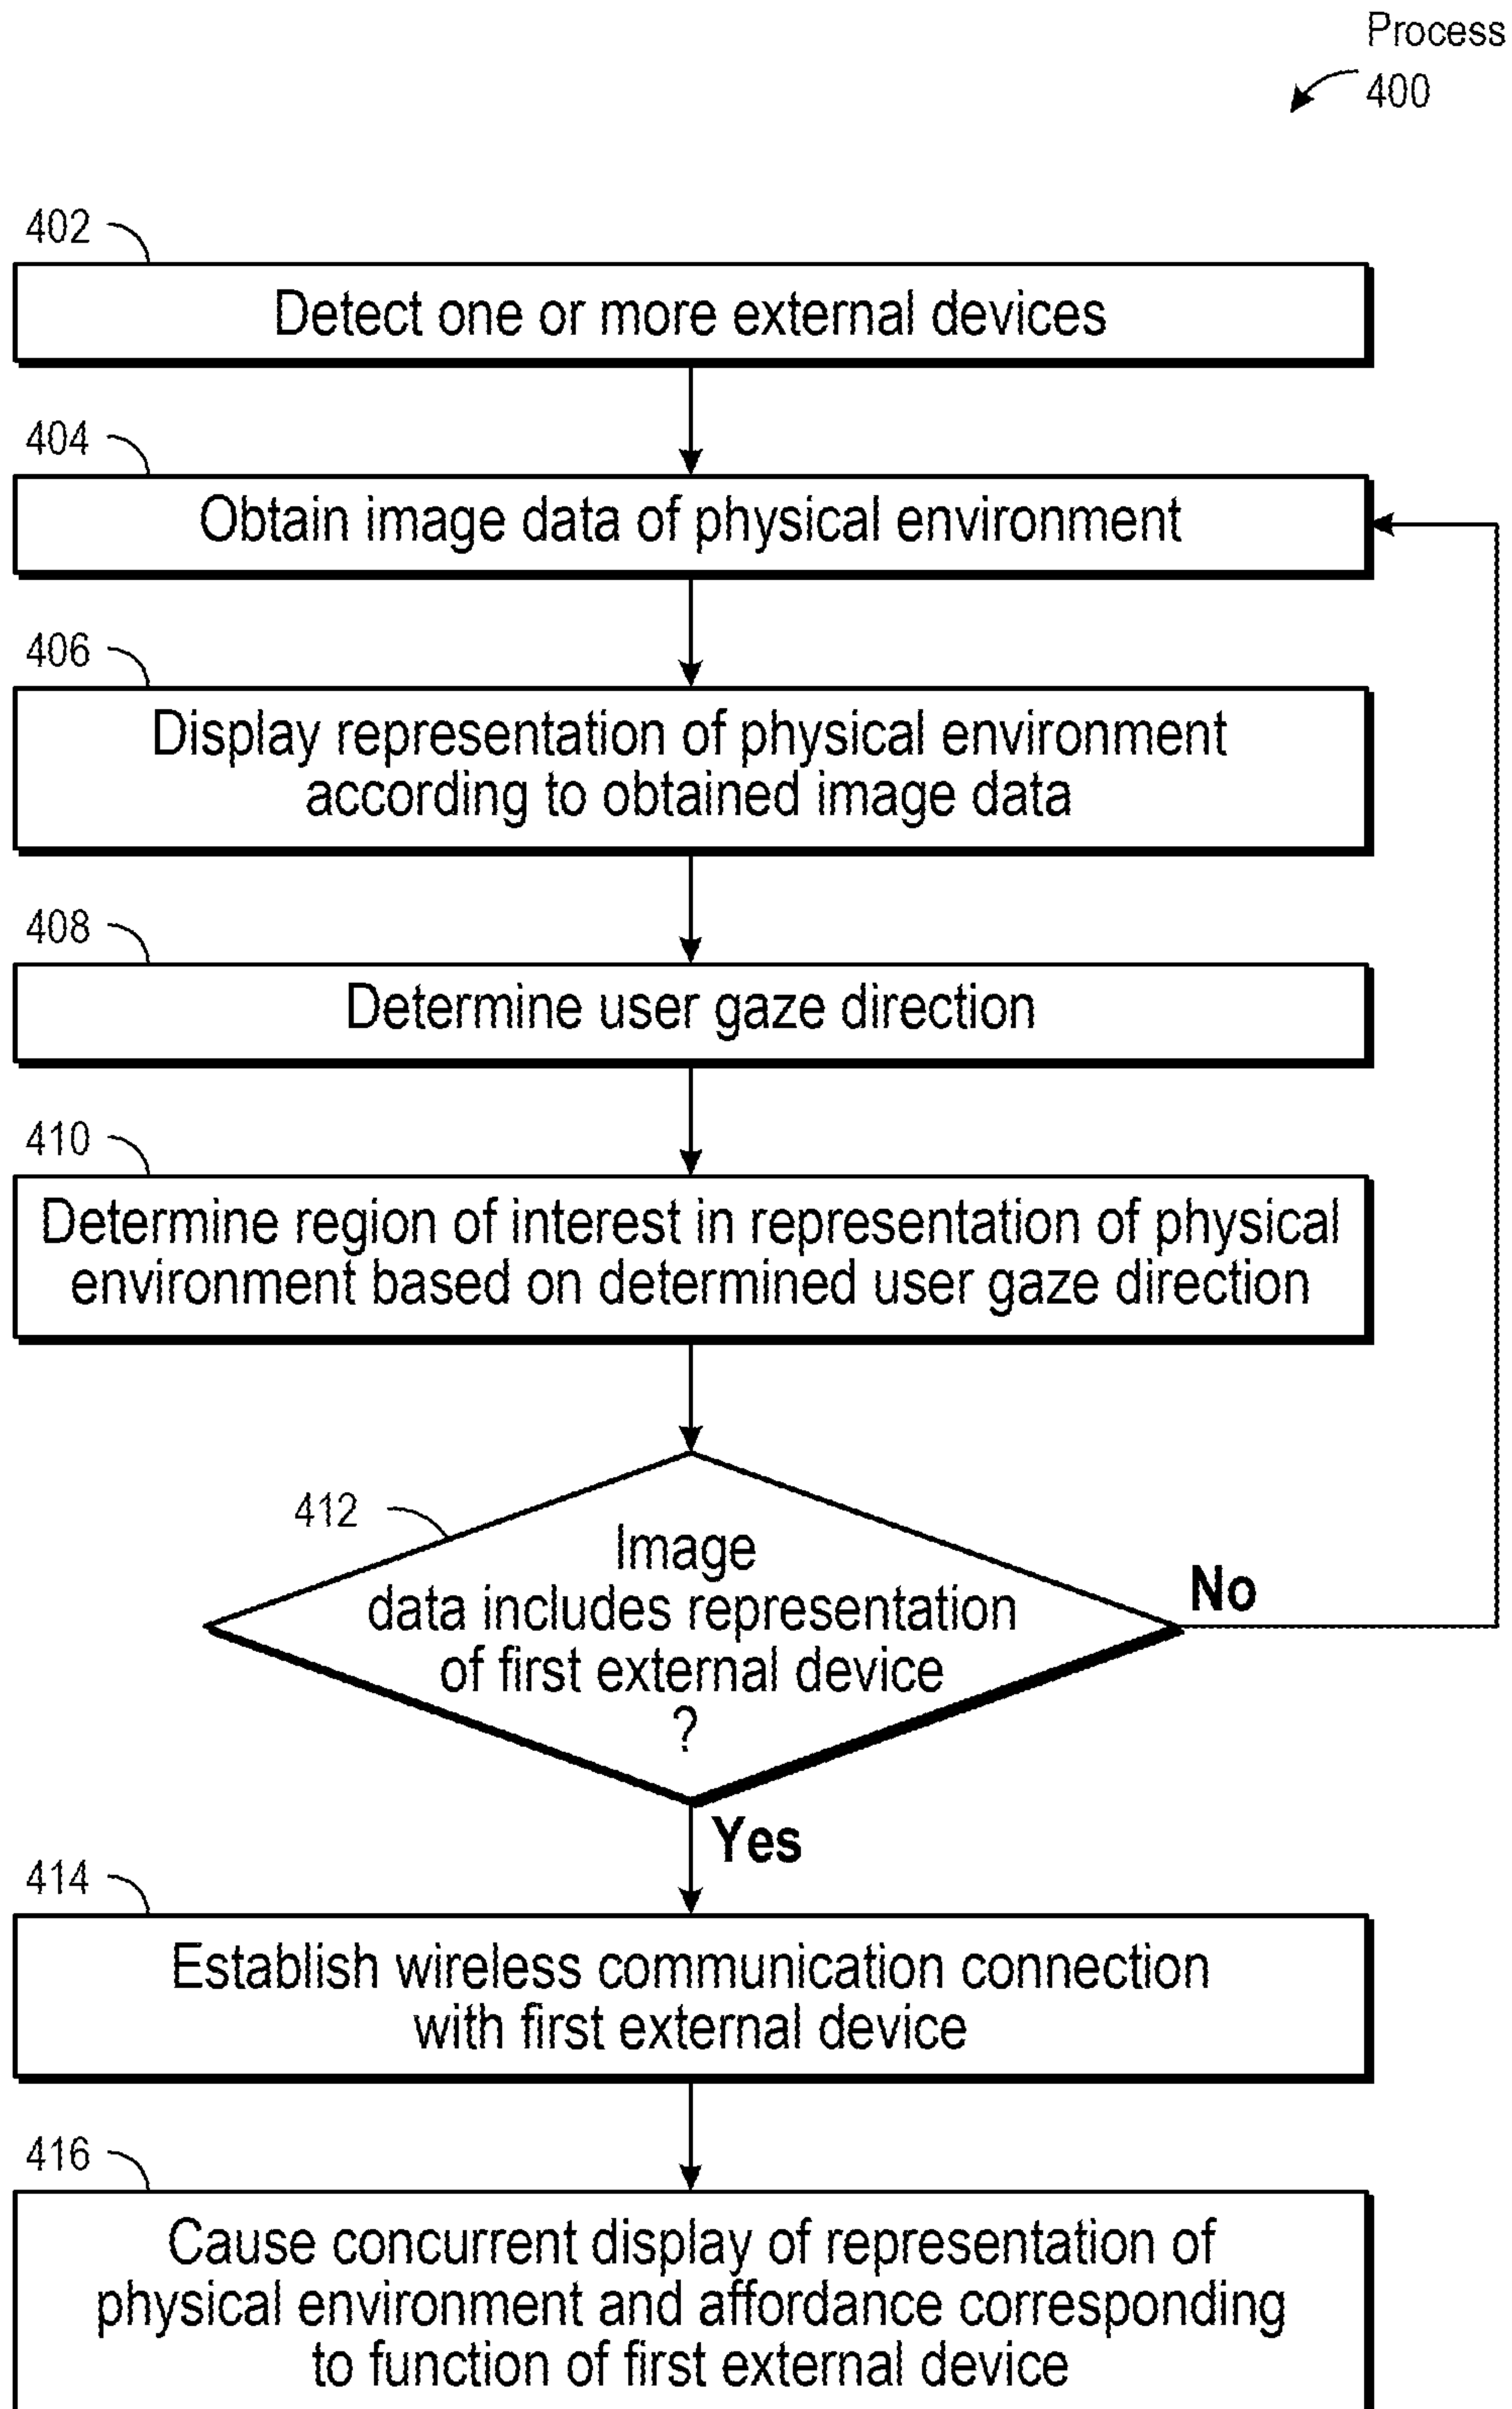 Process
400
402
Detect one or more external devices
404
Obtain image data of physical environment
406
Display representation of physical environment
according to obtained image data
408
Determine user gaze direction
410
Determine region of interest in representation of physical
environment based on determined user gaze direction
412
Image
data includes representation
of first external device
?
No
Yes
414
Establish wireless communication connection
with first external device
416
Cause concurrent display of representation of
physical environment and affordance corresponding
to function of first external device